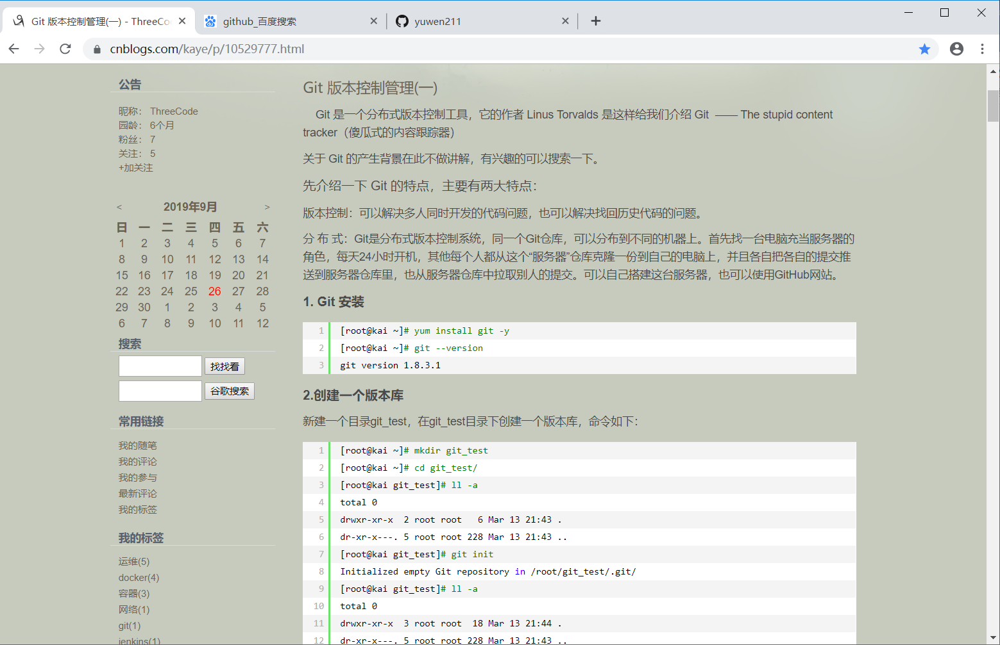 Git 版本控制管理(一) - ThreeCo
github_百度搜索
yuwen211
cnblogs.com/kaye/p/10529777.html
公告
昵称： ThreeCode
园龄： 6个月
粉丝： 7
关注： 5
+加关注
< 2019年9月 >
日 一 二 三 四 五 六
1 2 3 4 5 6 7
8 9 10 11 12 13 14
15 16 17 18 19 20 21
22 23 24 25 26 27 28
29 30 1 2 3 4 5
6 7 8 9 10 11 12
搜索
找找看
谷歌搜索
常用链接
我的随笔
我的评论
我的参与
最新评论
我的标签
我的标签
运维(5)
docker(4)
容器(3)
网络(1)
git(1)
jenkins(1)
Git 版本控制管理(一)
Git 是一个分布式版本控制工具，它的作者 Linus Torvalds 是这样给我们介绍 Git —— The stupid content
tracker（傻瓜式的内容跟踪器）
关于 Git 的产生背景在此不做讲解，有兴趣的可以搜索一下。
先介绍一下 Git 的特点，主要有两大特点：
版本控制：可以解决多人同时开发的代码问题，也可以解决找回历史代码的问题。
分 布 式：Git是分布式版本控制系统，同一个Git仓库，可以分布到不同的机器上。首先找一台电脑充当服务器的
角色，每天24小时开机，其他每个人都从这个“服务器”仓库克隆一份到自己的电脑上，并且各自把各自的提交推
送到服务器仓库里，也从服务器仓库中拉取别人的提交。可以自己搭建这台服务器，也可以使用GitHub网站。
1. Git 安装
1 [root@kai ~]# yum install git -y
2 [root@kai ~]# git --version
3 git version 1.8.3.1
2.创建一个版本库
新建一个目录git_test，在git_test目录下创建一个版本库，命令如下：
1 [root@kai ~]# mkdir git_test
2 [root@kai ~]# cd git_test/
3 [root@kai git_test]# ll -a
4 total 0
5 drwxr-xr-x  2 root root   6 Mar 13 21:43 .
6 dr-xr-x---. 5 root root 228 Mar 13 21:43 ..
7 [root@kai git_test]# git init
8 Initialized empty Git repository in /root/git_test/.git/
9 [root@kai git_test]# ll -a
10 total 0
11 drwxr-xr-x  3 root root  18 Mar 13 21:44 .
12 dr-xr-x---. 5 root root 228 Mar 13 21:43 ..